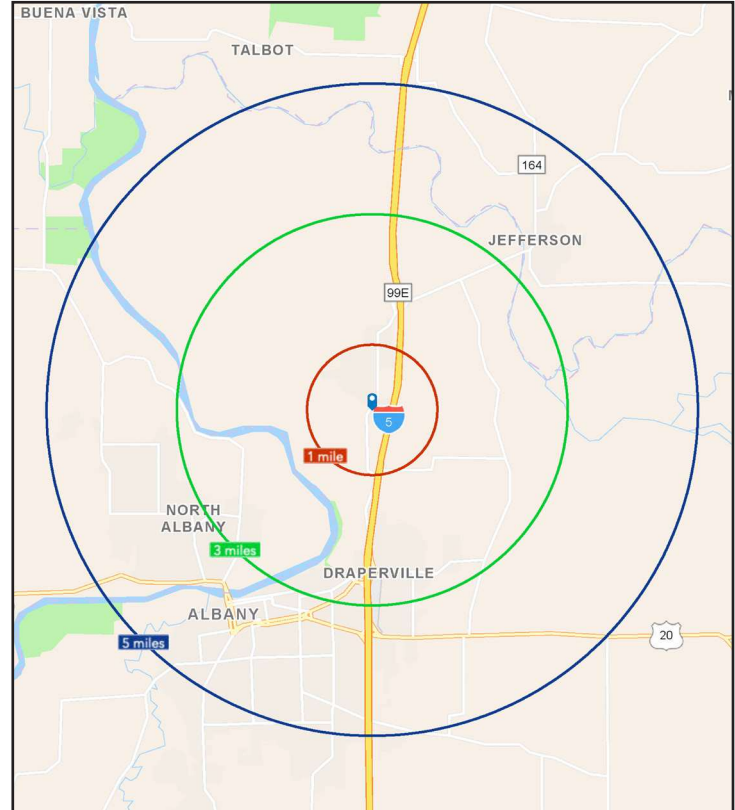 BUENA VISTA
TALBOT
164
JEFFERSON
99E
5
1 mile
NORTH
ALBANY
3 miles
DRAPERVILLE
ALBANY
5 miles
20